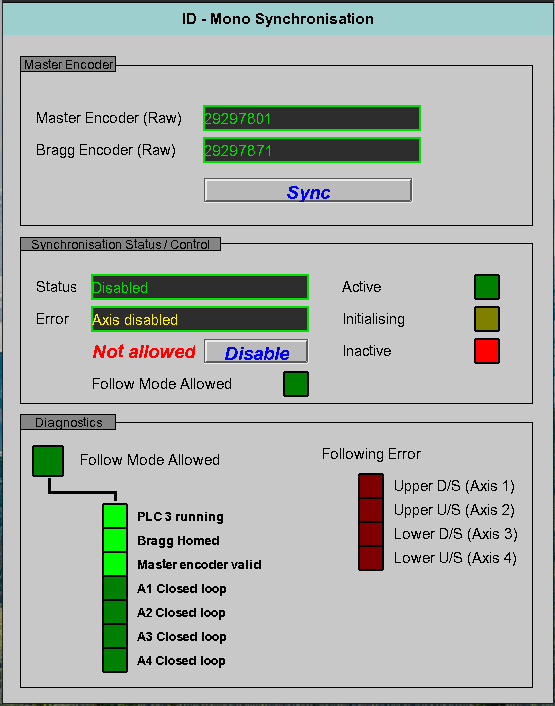 ID - Mono Synchronisation
Master Encoder
Master Encoder (Raw) 29297801
Bragg Encoder (Raw) 29297871
Sync
Synchronisation Status / Control
Status Disabled Active
Error Axis disabled Initialising
Not allowed Disable Inactive
Follow Mode Allowed
Diagnostics
Follow Mode Allowed Following Error
Upper D/S (Axis 1)
PLC 3 running Upper U/S (Axis 2)
Bragg Homed Lower D/S (Axis 3)
Master encoder valid Lower U/S (Axis 4)
A1 Closed loop
A2 Closed loop
A3 Closed loop
A4 Closed loop